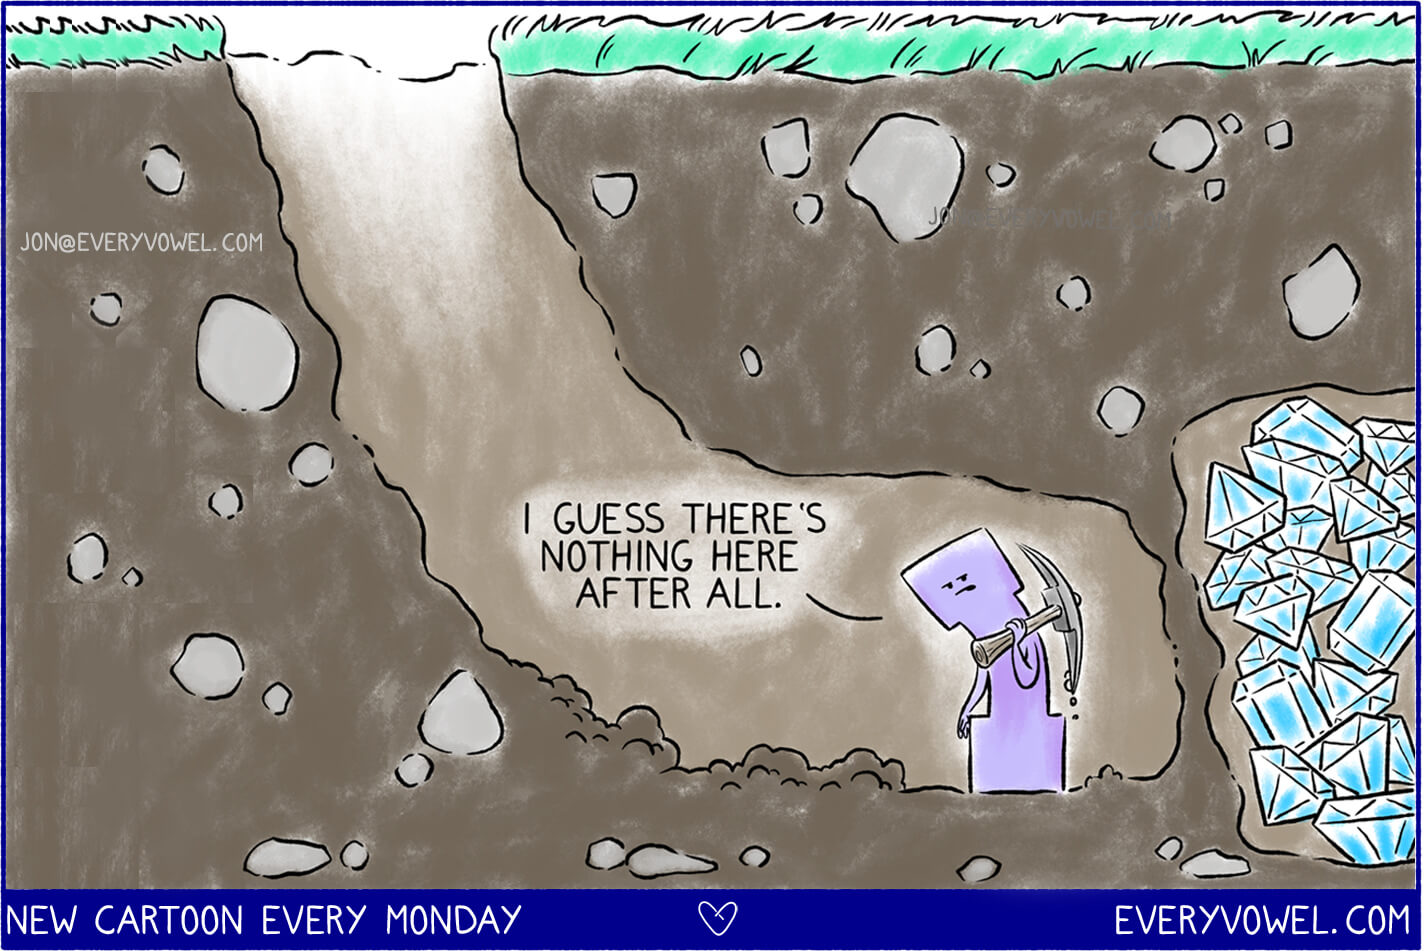 JON@EVERYVOWEL.COM
I GUESS THERE'S
NOTHING HERE
AFTER ALL.
NEW CARTOON EVERY MONDAY
EVERYVOWEL.COM